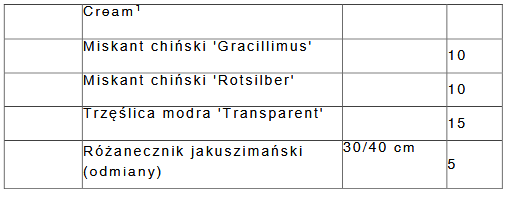 Cream'
Miskant chiński 'Gracillimus'
10
Miskant chiński 'Rotsilber'
10
Trzęślica modra 'Transparent'
15
Różanecznik jakuszimański
(odmiany)
30/40 cm
5